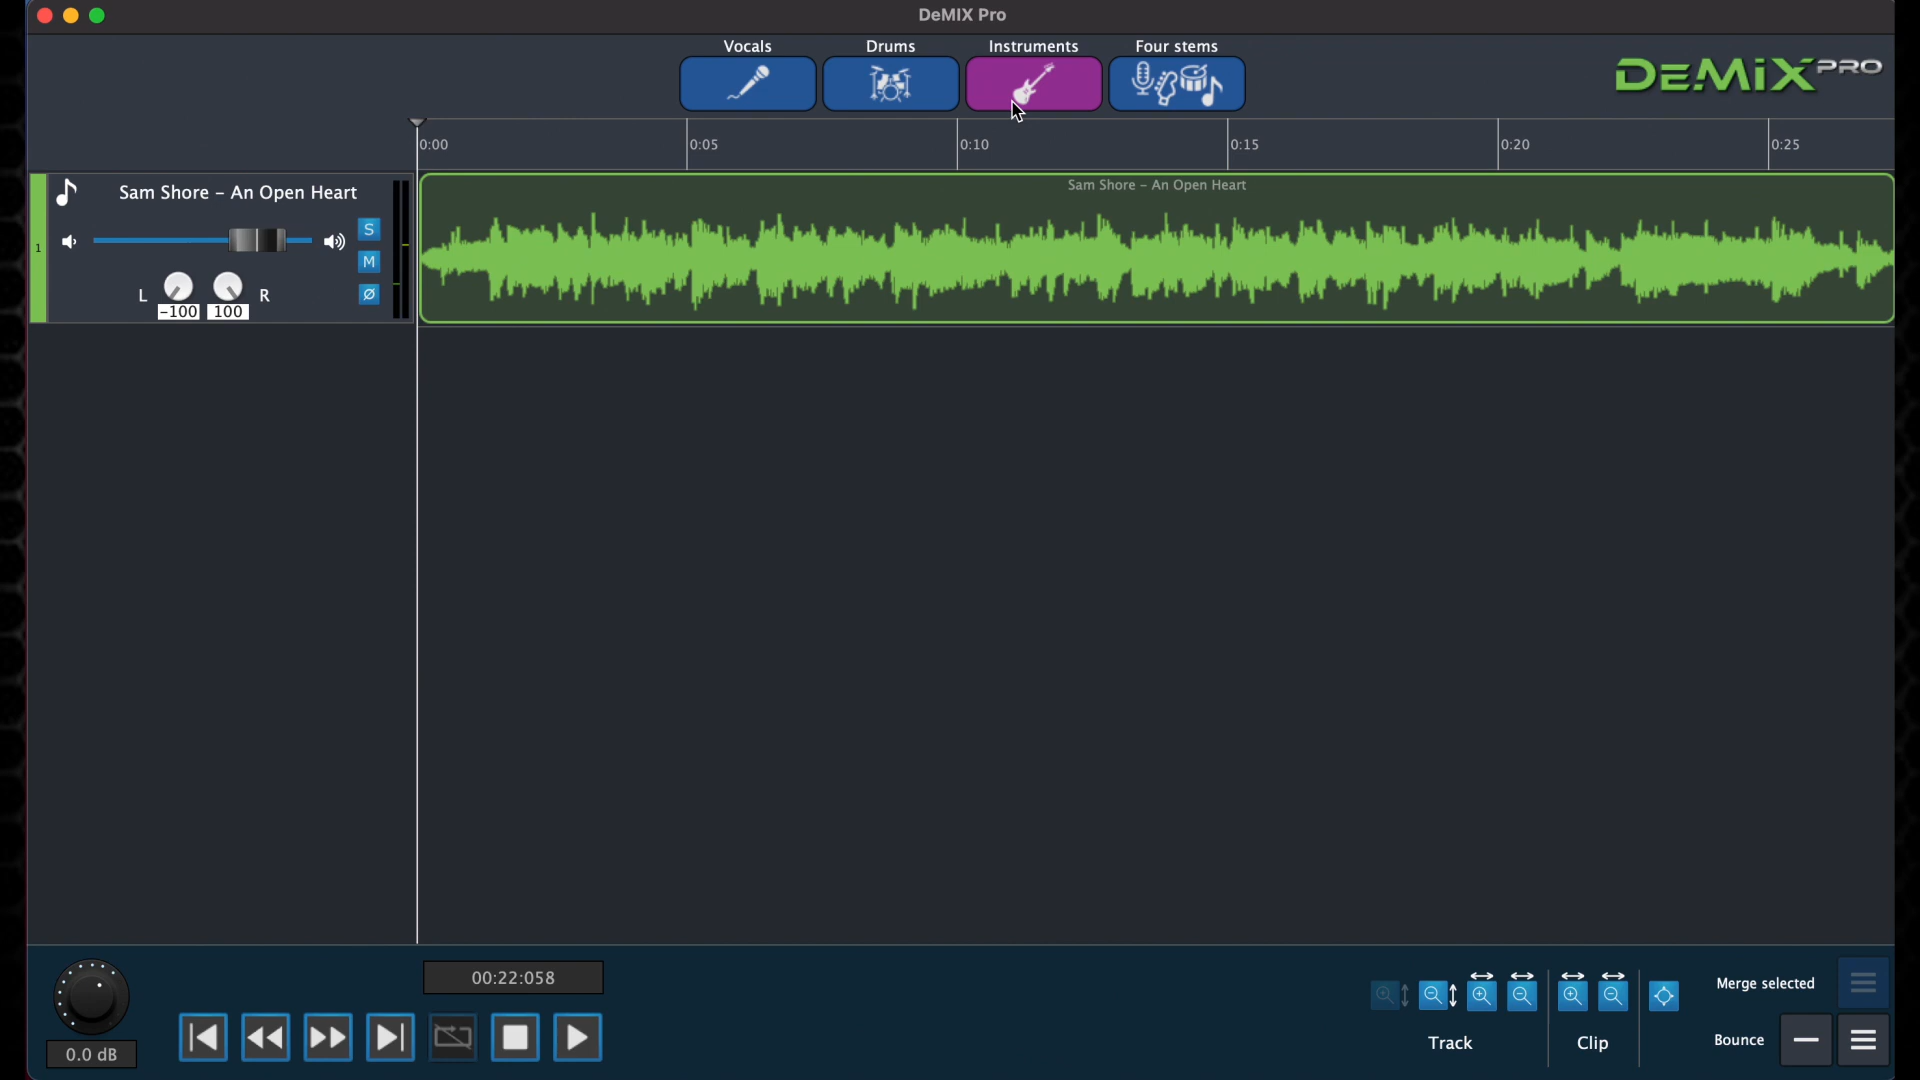 DeMIX Pro
Vocals Drums Instruments Four stems
DeMiX PRO
0:00 0:05 0:10 0:15 0:20 0:25
Sam Shore – An Open Heart
Sam Shore – An Open Heart
S
1
M
L R
Ø
-100 100
00:22:058
Merge selected
Track Clip Bounce
0.0 dB